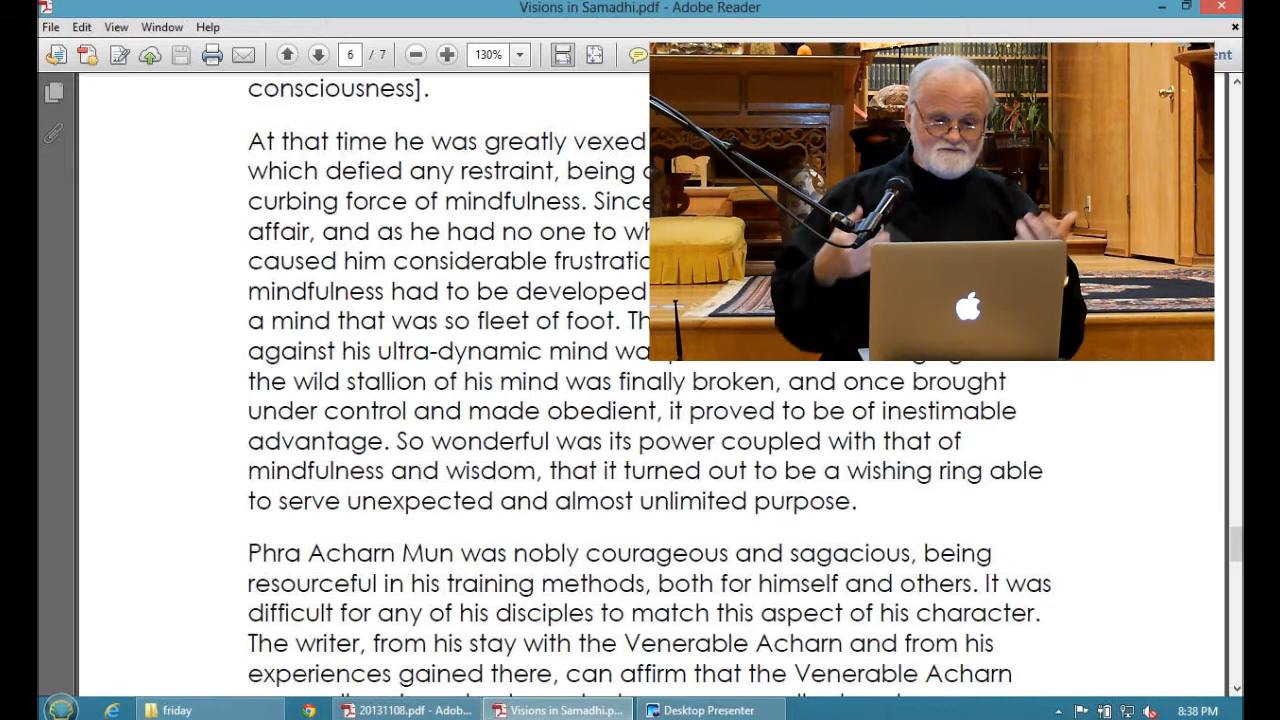 Visions in Samadhi.pdf - Adobe Reader
File Edit View Window Help
6 / 7 130%
consciousness].
At that time he was greatly vexed
which defied any restraint, being
curbing force of mindfulness. Since
affair, and as he had no one to
caused him considerable
mindfulness had to be developed
a mind that was so fleet of foot.
against his ultra-dynamic mind
the wild stallion of his mind was finally broken, and once brought
under control and made obedient, it proved to be of inestimable
advantage. So wonderful was its power coupled with that of
mindfulness and wisdom, that it turned out to be a wishing ring able
to serve unexpected and almost unlimited purpose.
Phra Acharn Mun was nobly courageous and sagacious, being
resourceful in his training methods, both for himself and others. It was
difficult for any of his disciples to match this aspect of his character.
The writer, from his stay with the Venerable Acharn and from his
experiences gained there, can affirm that the Venerable Acharn
friday 20131108.pdf - Adob... Visions in Samadhi.p... Desktop Presenter 8:38 PM